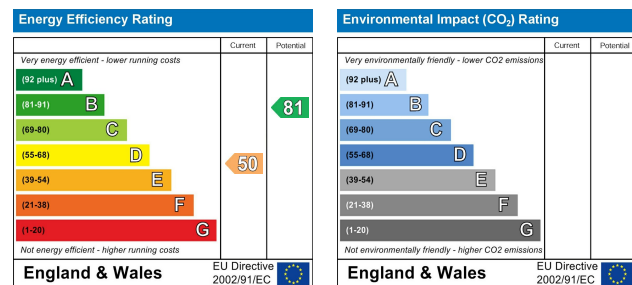 Energy Efficiency Rating
Current Potential
Very energy efficient - lower running costs
(92 plus) A
(81-91) B
81
(69-80) C
(55-68) D
50
(39-54) E
(21-38) F
(1-20) G
Not energy efficient - higher running costs
England & Wales
EU Directive
2002/91/EC
Environmental Impact (CO2) Rating
Current Potential
Very environmentally friendly - lower CO2 emissions
(92 plus) A
(81-91) B
(69-80) C
(55-68) D
(39-54) E
(21-38) F
(1-20) G
Not environmentally friendly - higher CO2 emissions
England & Wales
EU Directive
2002/91/EC